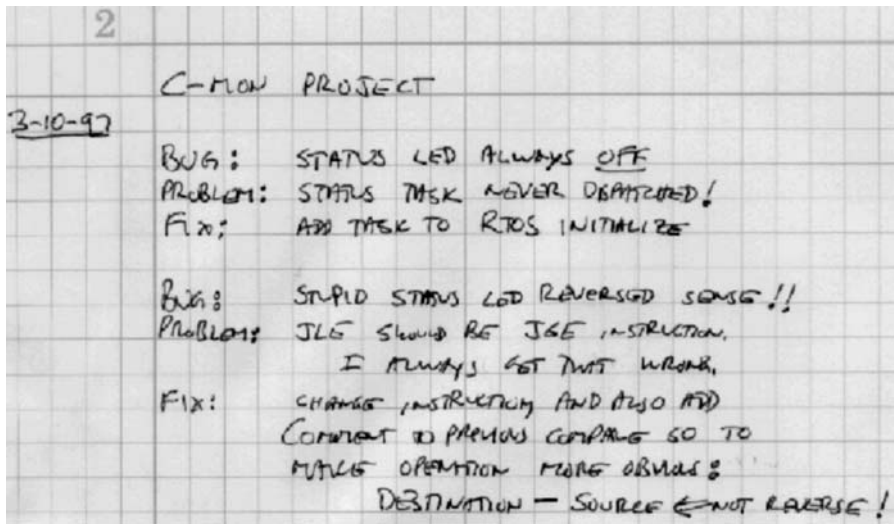 2
C-MON PROJECT
3-10-97
BUG: STATUS LED ALWAYS OFF
PROBLEM: STATUS TASK NEVER DISPATCHED!
FIX: ADD TASK TO RTOS INITIALIZE
BUG: STUPID STATUS LED REVERSED SENSE!!
PROBLEM: JLE SHOULD BE JGE INSTRUCTION.
I ALWAYS GET THAT WRONG.
FIX: CHANGE INSTRUCTION, AND ALSO ADD
COMMENT TO PREVIOUS COMPARE SO TO
MAKE OPERATION MORE OBVIOUS:
DESTINATION - SOURCE ⇐ NOT REVERSE!